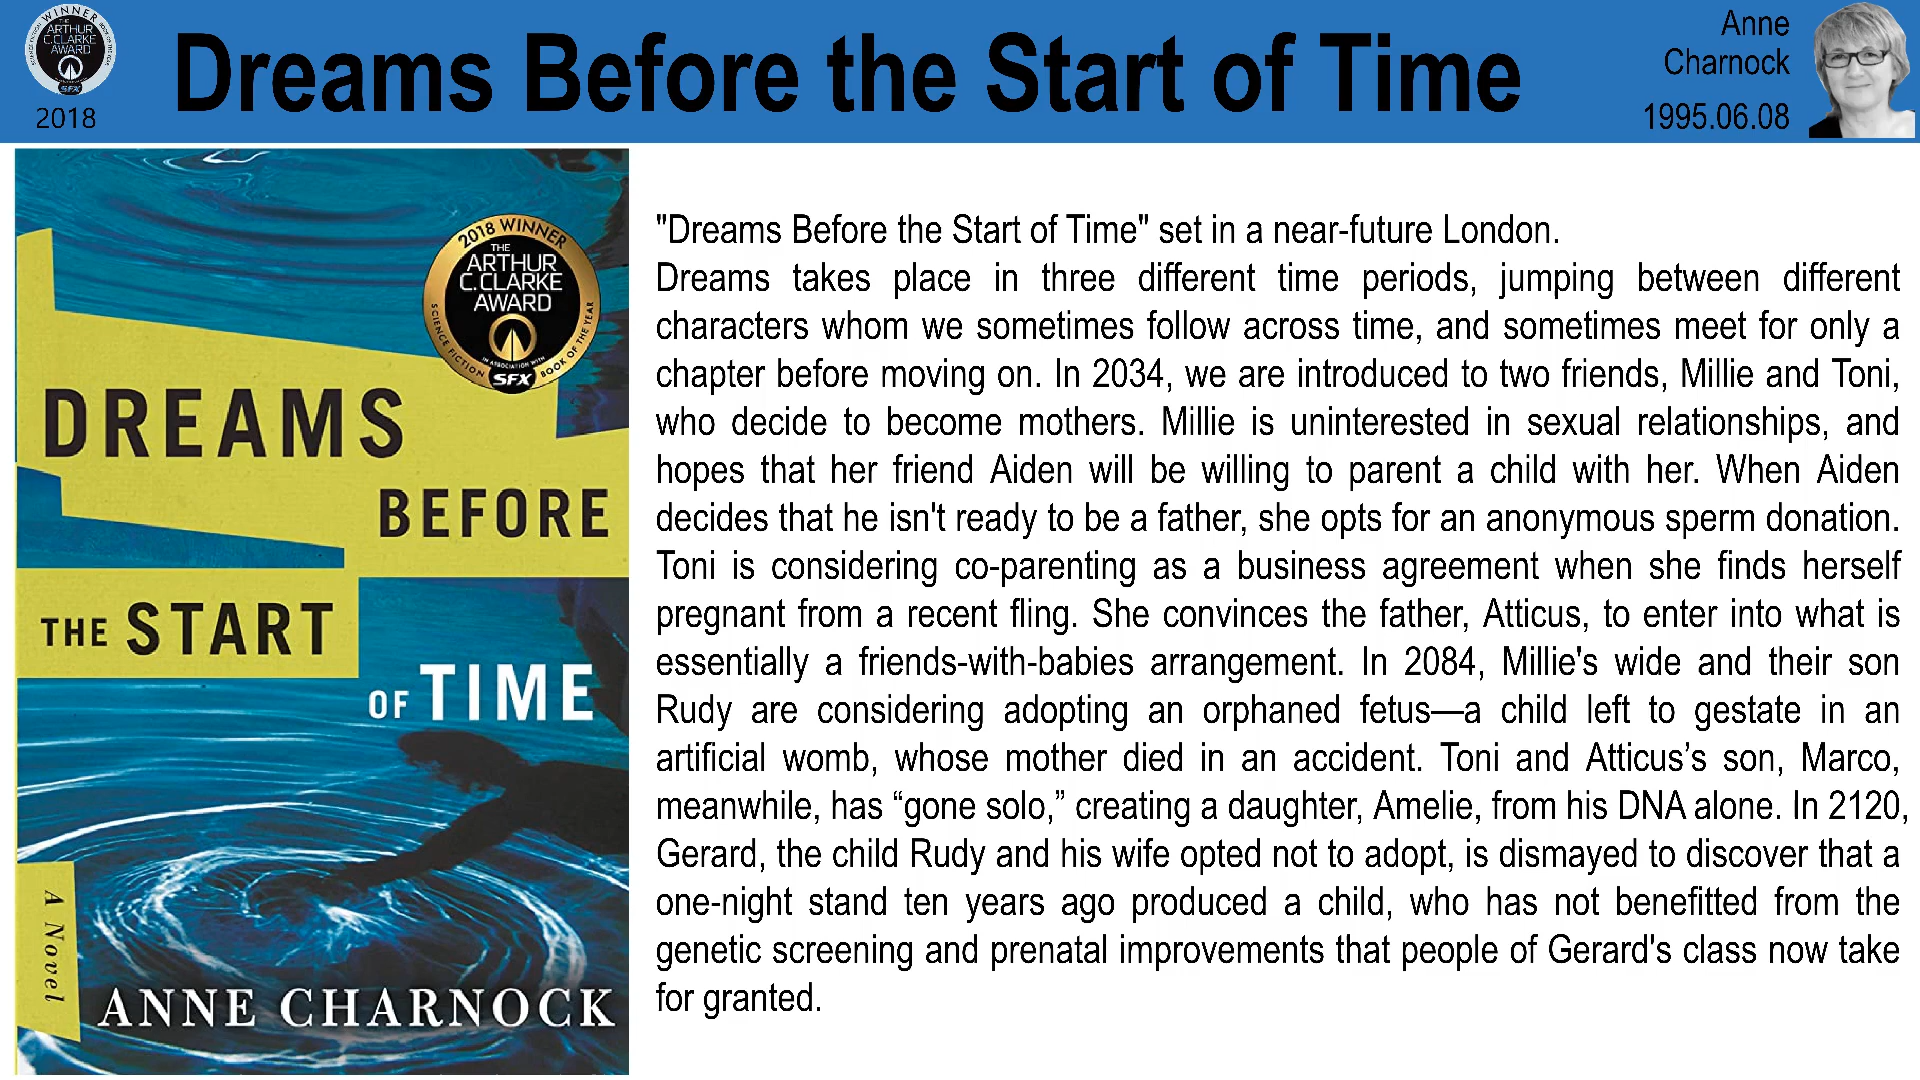 WINNER
THE
ARTHUR
C.CLARKE
AWARD
SFX
2018
Dreams Before the Start of Time
Anne
Charnock
1995.06.08
2018 WINNER
THE
ARTHUR
C.CLARKE
AWARD
SCIENCE FICTION BOOK OF THE YEAR
IN ASSOCIATION WITH
SFX
DREAMS
BEFORE
THE START
OF TIME
A Novel
ANNE CHARNOCK
"Dreams Before the Start of Time" set in a near-future London.
Dreams takes place in three different time periods, jumping between different
characters whom we sometimes follow across time, and sometimes meet for only a
chapter before moving on. In 2034, we are introduced to two friends, Millie and Toni,
who decide to become mothers. Millie is uninterested in sexual relationships, and
hopes that her friend Aiden will be willing to parent a child with her. When Aiden
decides that he isn't ready to be a father, she opts for an anonymous sperm donation.
Toni is considering co-parenting as a business agreement when she finds herself
pregnant from a recent fling. She convinces the father, Atticus, to enter into what is
essentially a friends-with-babies arrangement. In 2084, Millie's wide and their son
Rudy are considering adopting an orphaned fetus—a child left to gestate in an
artificial womb, whose mother died in an accident. Toni and Atticus’s son, Marco,
meanwhile, has “gone solo,” creating a daughter, Amelie, from his DNA alone. In 2120,
Gerard, the child Rudy and his wife opted not to adopt, is dismayed to discover that a
one-night stand ten years ago produced a child, who has not benefitted from the
genetic screening and prenatal improvements that people of Gerard's class now take
for granted.